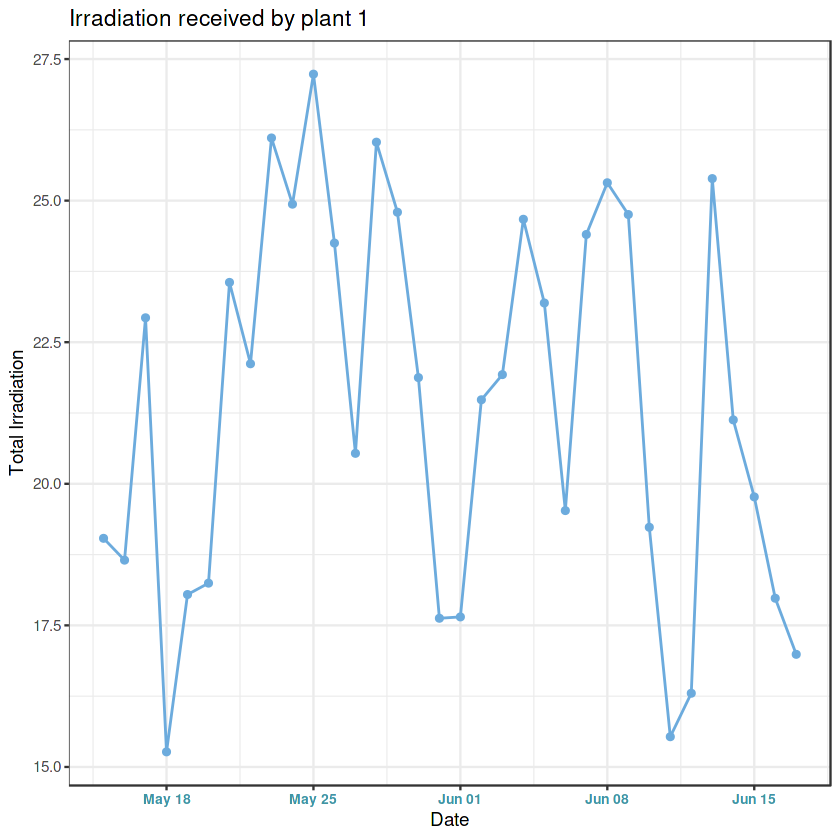 Irradiation received by plant 1
Total Irradiation
27.5
25.0
22.5
20.0
17.5
15.0
May 18 May 25 Jun 01 Jun 08 Jun 15
Date